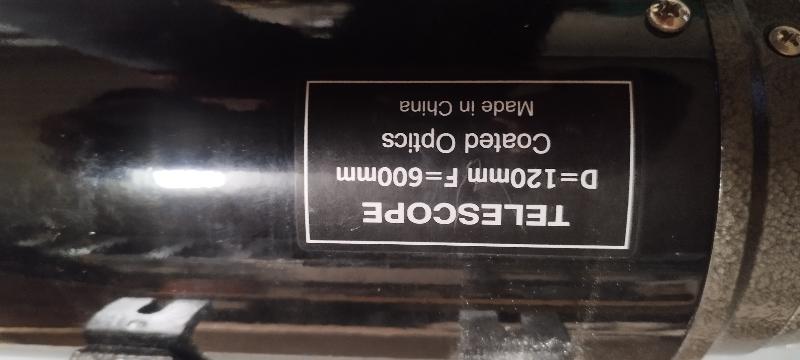 TELESCOPE
D=120mm F=600mm
Coated Optics
Made in China